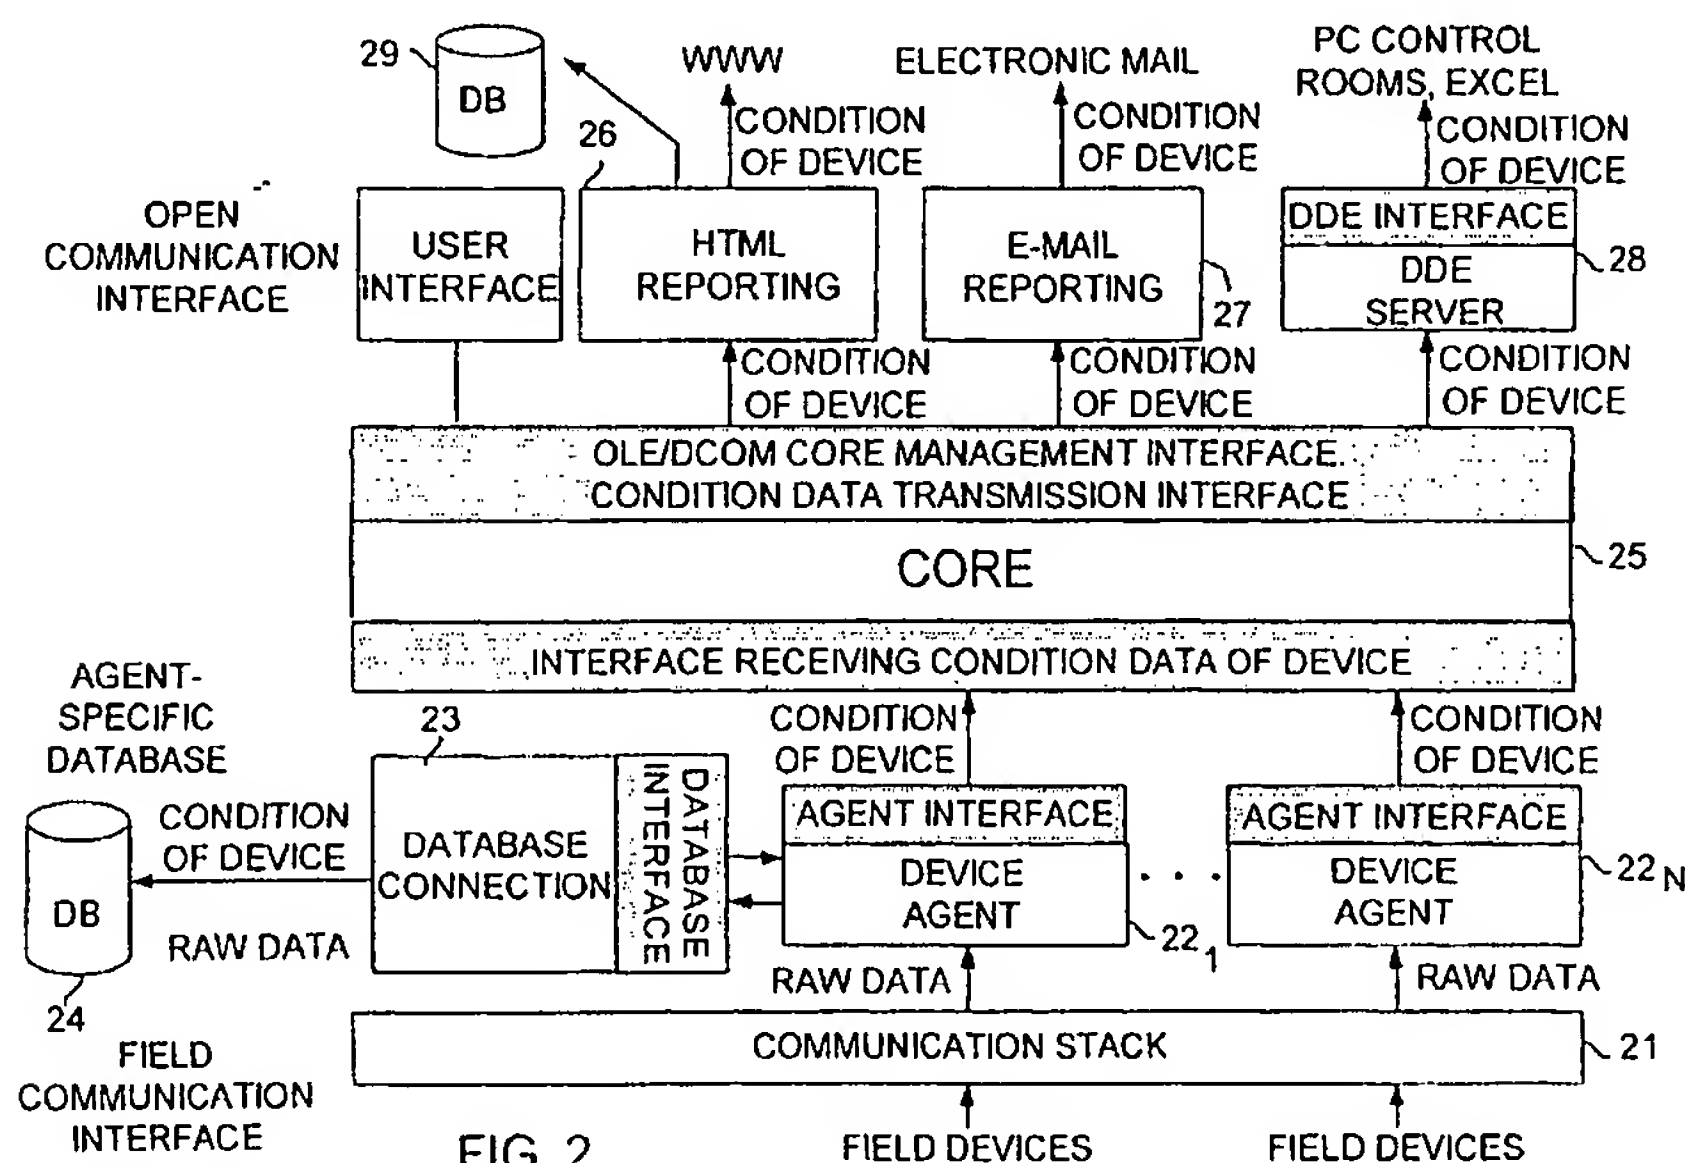 29
DB
WWW
ELECTRONIC MAIL
PC CONTROL
ROOMS, EXCEL
CONDITION
OF DEVICE
CONDITION
OF DEVICE
CONDITION
OF DEVICE
26
OPEN
COMMUNICATION
INTERFACE
USER
INTERFACE
HTML
REPORTING
E-MAIL
REPORTING
27
DDE INTERFACE
DDE
SERVER
28
CONDITION
OF DEVICE
CONDITION
OF DEVICE
CONDITION
OF DEVICE
OLE/DCOM CORE MANAGEMENT INTERFACE.
CONDITION DATA TRANSMISSION INTERFACE
CORE
25
INTERFACE RECEIVING CONDITION DATA OF DEVICE
AGENT-
SPECIFIC
DATABASE
23
CONDITION
OF DEVICE
CONDITION
OF DEVICE
DB
24
CONDITION
OF DEVICE
RAW DATA
DATABASE
CONNECTION
DATABASE
INTERFACE
AGENT INTERFACE
DEVICE
AGENT
22 1
. . .
AGENT INTERFACE
DEVICE
AGENT
22 N
RAW DATA
RAW DATA
COMMUNICATION STACK
21
FIELD
COMMUNICATION
INTERFACE
FIG. 2
FIELD DEVICES
FIELD DEVICES